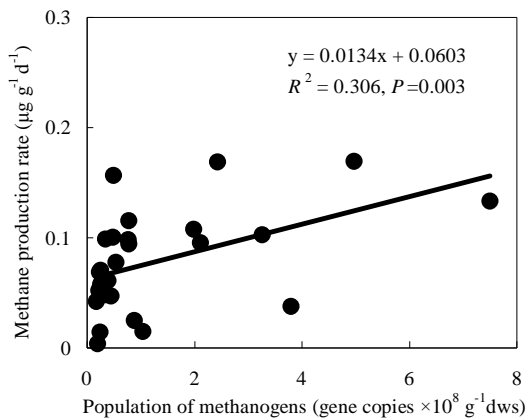 0.3
y = 0.0134x + 0.0603
R² = 0.306, P=0.003
0.2
0.1
0
Methane production rate (μg g⁻¹ d⁻¹)
0 2 4 6 8
Population of methanogens (gene copies ×10⁸ g⁻¹dws)